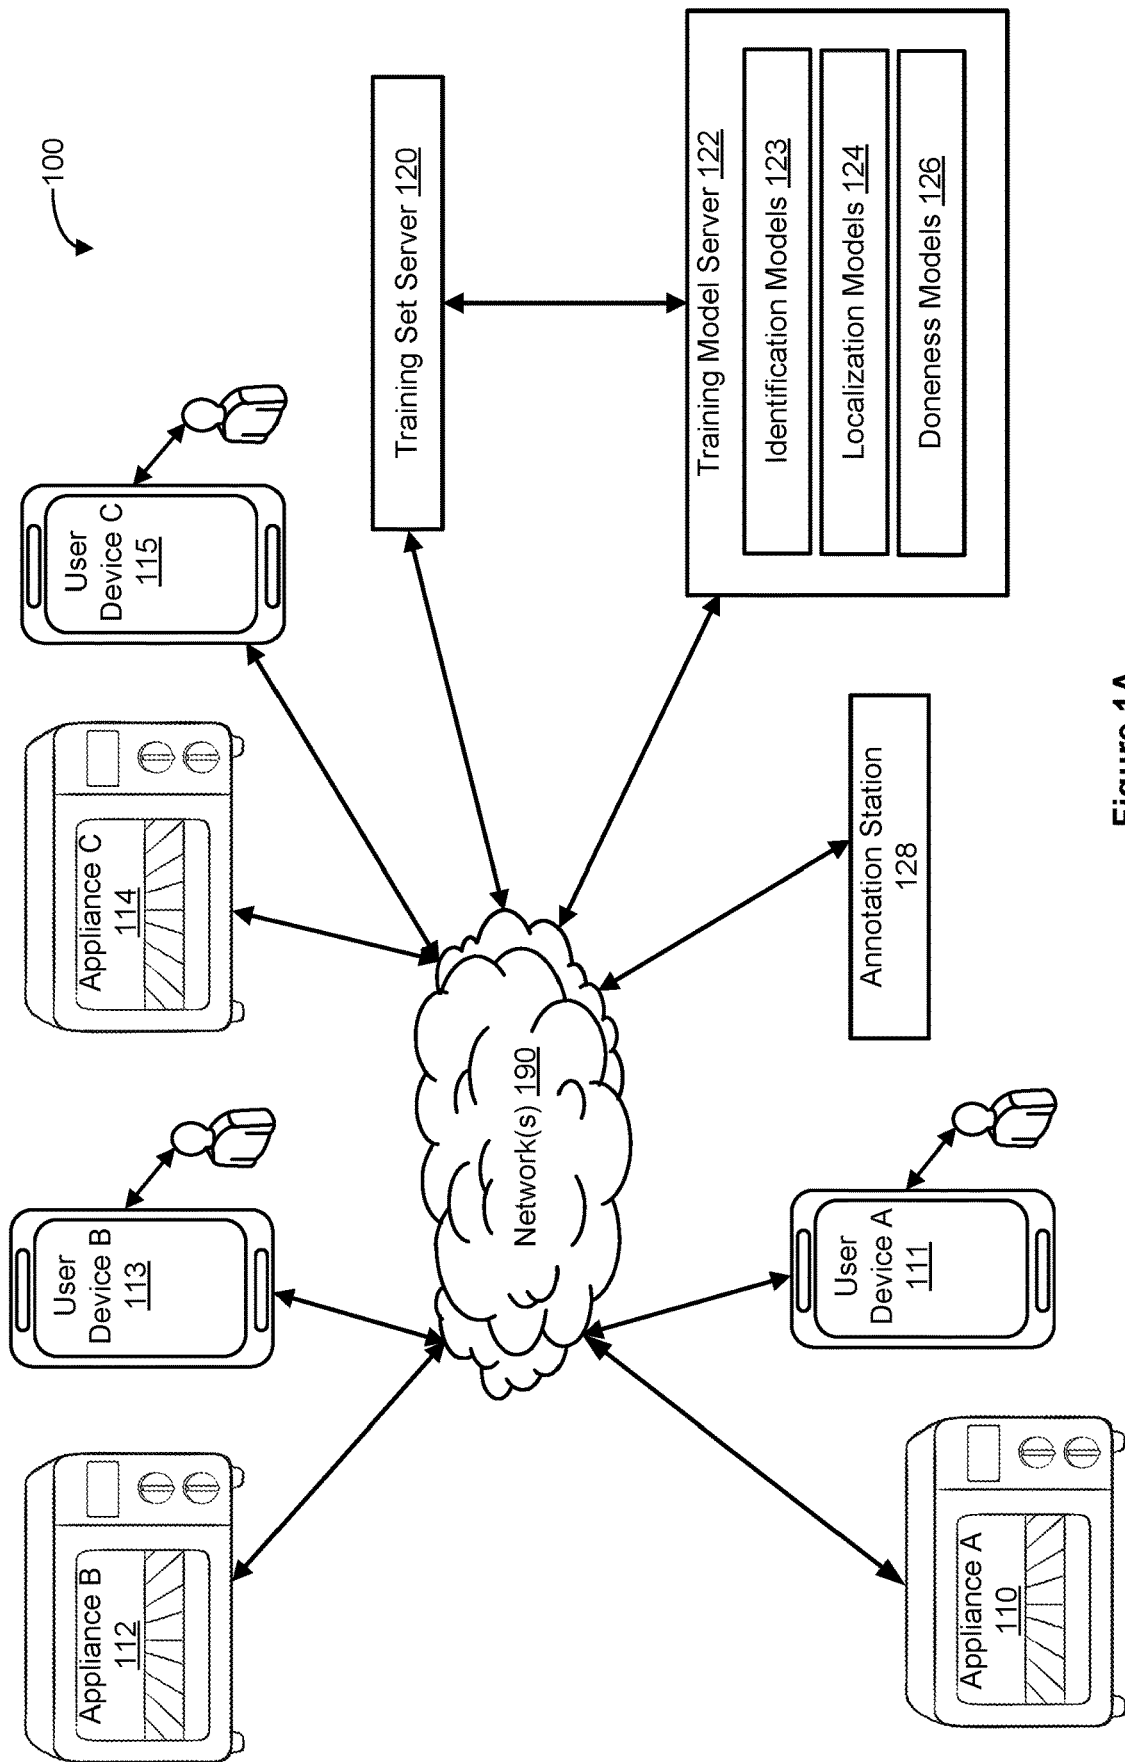 100
Appliance B
112
User
Device B
113
Appliance C
114
User
Device C
115
Training Set Server 120
Network(s) 190
Training Model Server 122
Identification Models 123
Localization Models 124
Doneness Models 126
Annotation Station
128
User
Device A
111
Appliance A
110
Figure 1A